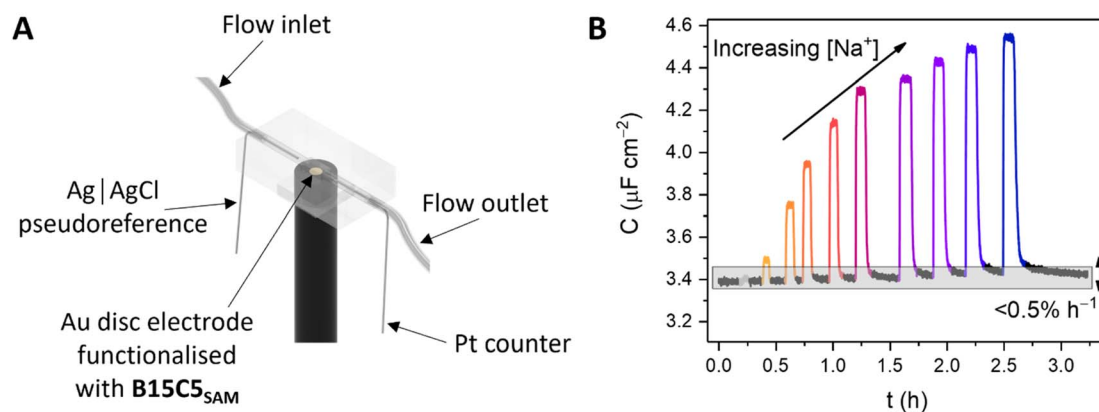 A
Flow inlet
Ag|AgCl
pseudoreference
Flow outlet
Au disc electrode
functionalised
with B15C5SAM
Pt counter
B
Increasing [Na⁺]
C (μF cm⁻²)
4.6
4.4
4.2
4.0
3.8
3.6
3.4
3.2
<0.5% h⁻¹
0.0 0.5 1.0 1.5 2.0 2.5 3.0
t (h)